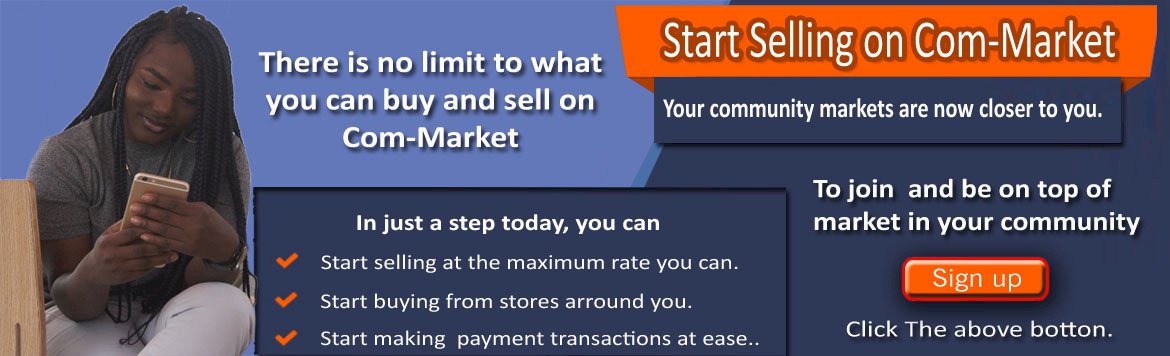 There is no limit to what
you can buy and sell on
Com-Market
Start Selling on Com-Market
Your community markets are now closer to you.
In just a step today, you can
Start selling at the maximum rate you can.
Start buying from stores arround you.
Start making payment transactions at ease..
To join and be on top of
market in your community
Sign up
Click The above botton.